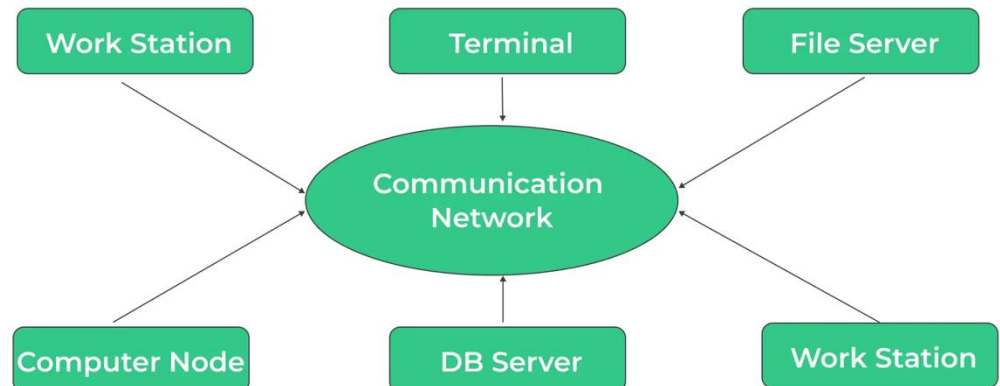 Work Station
Terminal
File Server
Communication
Network
Computer Node
DB Server
Work Station